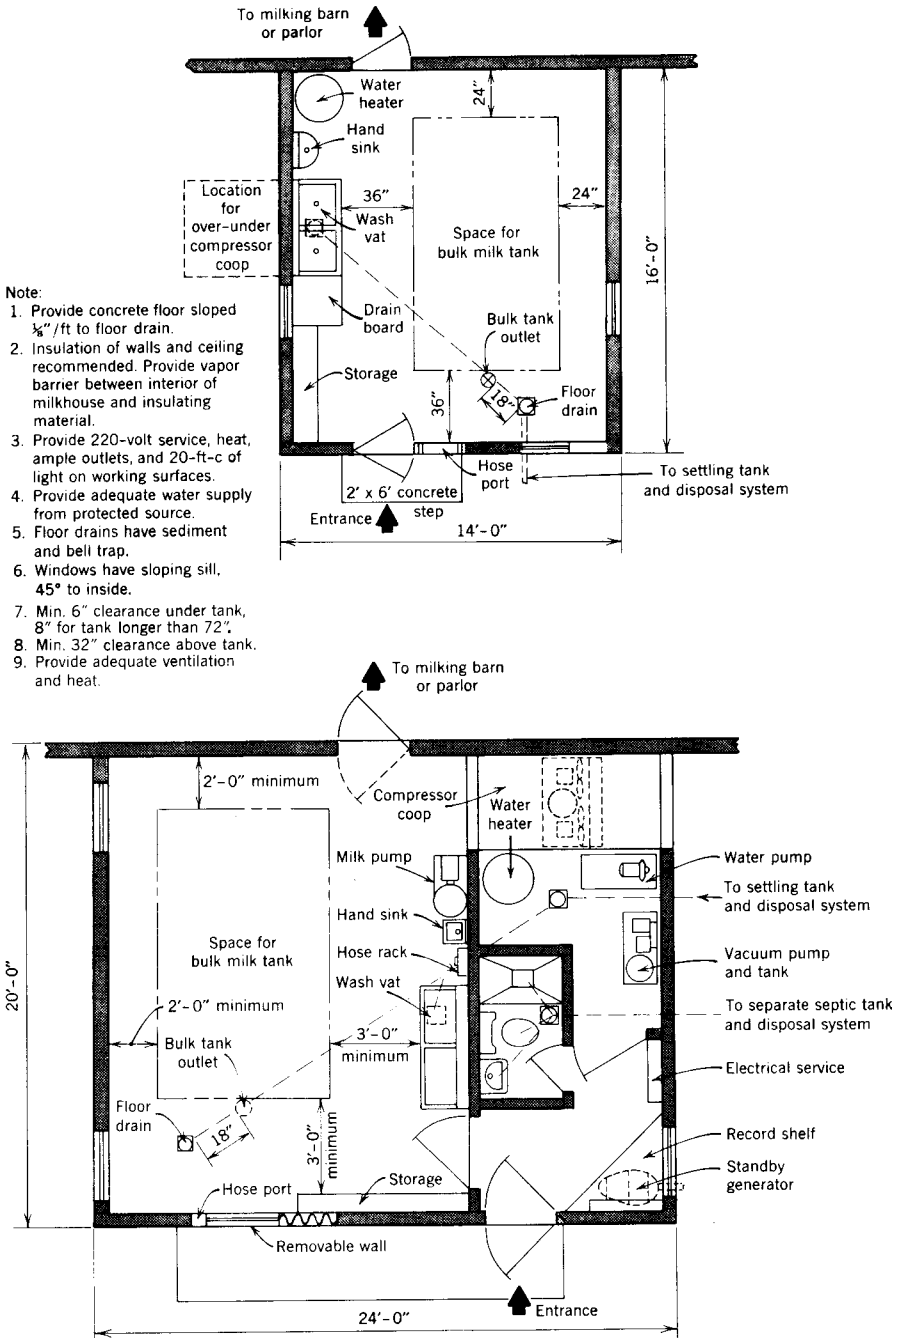 To milking barn
or parlor
Water
heater
24"
Hand
sink
Location
for
over-under
compressor
coop
36"
24"
Wash
vat
Space for
bulk milk tank
16'-0"
Drain
board
Bulk tank
outlet
Storage
36"
18"
Floor
drain
Hose
port
To settling tank
and disposal system
2' x 6' concrete
step
Entrance
14'-0"
Note:
1. Provide concrete floor sloped
⅛"/ft to floor drain.
2. Insulation of walls and ceiling
recommended. Provide vapor
barrier between interior of
milkhouse and insulating
material.
3. Provide 220-volt service, heat,
ample outlets, and 20-ft-c of
light on working surfaces.
4. Provide adequate water supply
from protected source.
5. Floor drains have sediment
and bell trap.
6. Windows have sloping sill,
45° to inside.
7. Min. 6" clearance under tank,
8" for tank longer than 72".
8. Min. 32" clearance above tank.
9. Provide adequate ventilation
and heat.
To milking barn
or parlor
2'-0" minimum
Compressor
coop
Water
heater
Milk pump
Water pump
Hand sink
To settling tank
and disposal system
Space for
bulk milk tank
Hose rack
Vacuum pump
and tank
Wash vat
20'-0"
2'-0" minimum
To separate septic tank
and disposal system
3'-0"
minimum
Bulk tank
outlet
Electrical service
Floor
drain
18"
3'-0"
minimum
Record shelf
Storage
Hose port
Standby
generator
Removable wall
Entrance
24'-0"